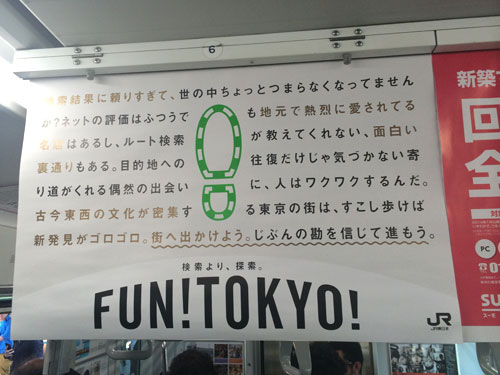 6
検索結果に頼りすぎて、世の中ちょっとつまらなくなってません
か?ネットの評価はふつうでも地元で熱烈に愛されてる
名店はあるし、ルート検索が教えてくれない、面白い
裏通りもある。目的地への往復だけじゃ気づかない寄
り道がくれる偶然の出会いに、人はワクワクするんだ。
古今東西の文化が密集する東京の街は、すこし歩けば
新発見がゴロゴロ。街へ出かけよう。じぶんの勘を信じて進もう。
検索より、探索。
FUN!TOKYO!
JR
JR東日本
新築
回
全
PC
SU